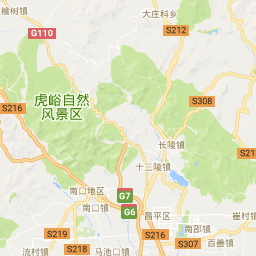 榆树镇
大庄科乡
G110
S212
虎峪自然
风景区
S216
S308
长陵镇
十三陵镇
南口地区
南口镇
G7
G6
昌平区
南邵镇
崔村镇
百善镇
S219
S218
S216
S307
流村镇
马池口镇